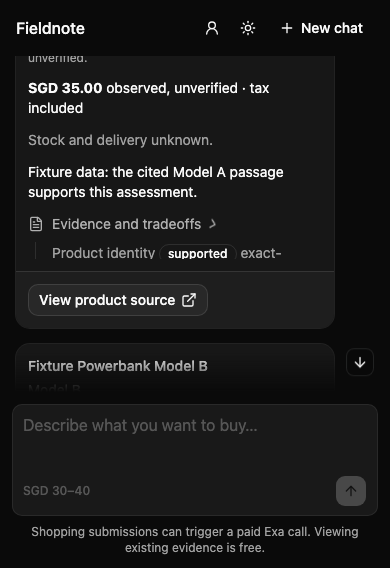 Fieldnote
New chat
unverified.
SGD 35.00 observed, unverified · tax
included
Stock and delivery unknown.
Fixture data: the cited Model A passage
supports this assessment.
Evidence and tradeoffs
Product identity supported exact-
View product source
Fixture Powerbank Model B
Model B
Describe what you want to buy...
SGD 30–40
Shopping submissions can trigger a paid Exa call. Viewing
existing evidence is free.